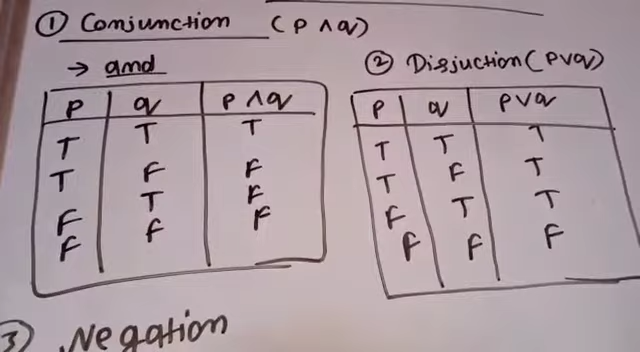 ① Conjunction (P ∧ q)
→ and
P q P ∧ q
T T T
T F F
F T F
F F F
② Disjuction (P ∨ q)
P q P ∨ q
T T T
T F T
F T T
F F F
③ Negation